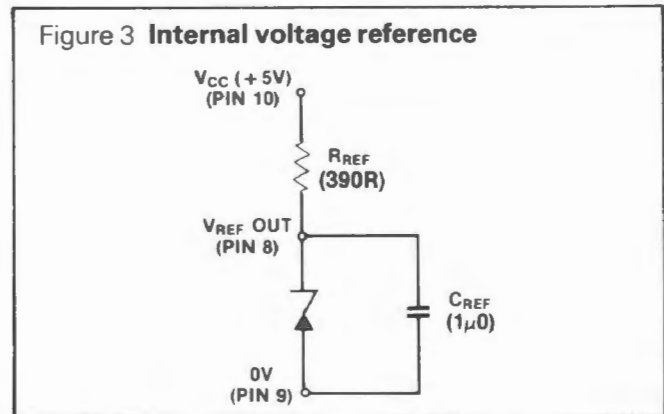 Figure 3 Internal voltage reference
VCC (+5V)
(PIN 10)
RREF
(390R)
VREF OUT
(PIN 8)
CREF
(1μ0)
0V
(PIN 9)